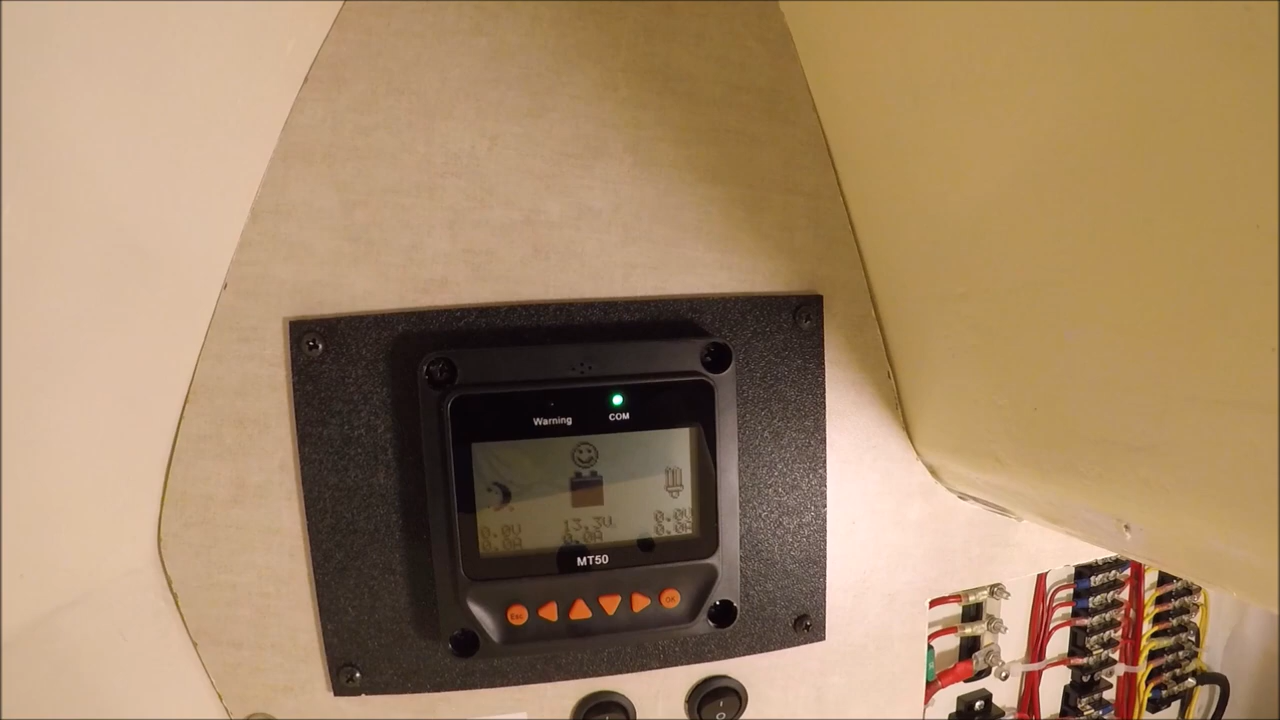 Warning COM
0.0V 13.3V 0.0V
0.0A 0.0A 0.0A
MT50
Esc OK